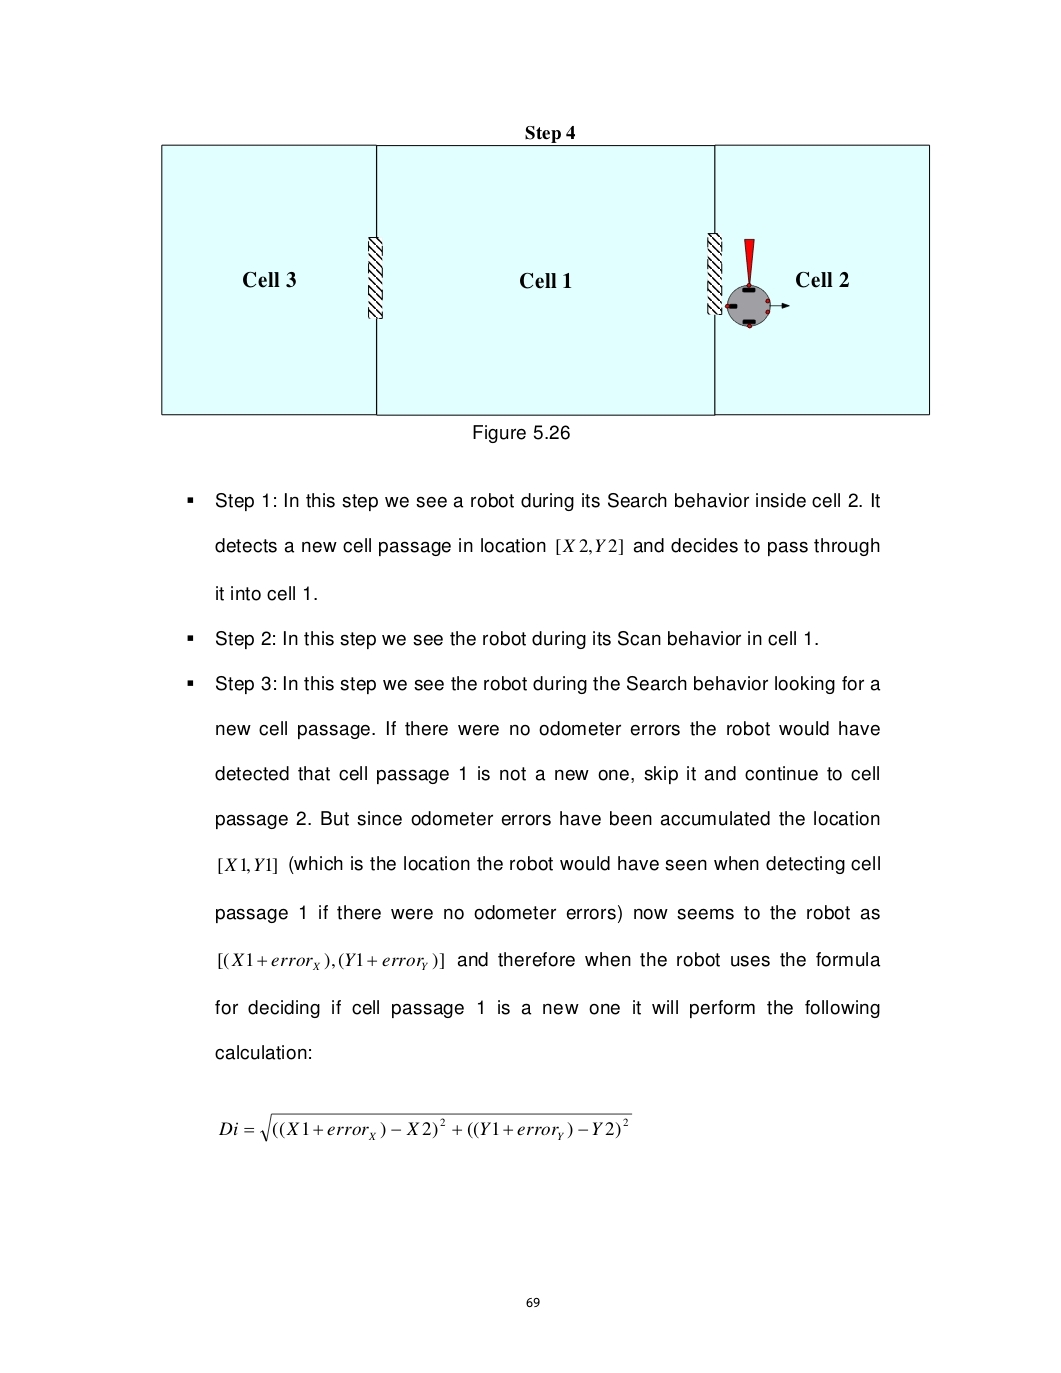 Step 4
Cell 3
Cell 1
Cell 2
Figure 5.26
▪ Step 1: In this step we see a robot during its Search behavior inside cell 2. It
detects a new cell passage in location [X2,Y2] and decides to pass through
it into cell 1.
▪ Step 2: In this step we see the robot during its Scan behavior in cell 1.
▪ Step 3: In this step we see the robot during the Search behavior looking for a
new cell passage. If there were no odometer errors the robot would have
detected that cell passage 1 is not a new one, skip it and continue to cell
passage 2. But since odometer errors have been accumulated the location
[X1,Y1] (which is the location the robot would have seen when detecting cell
passage 1 if there were no odometer errors) now seems to the robot as
[(X1+error_X),(Y1+error_Y)] and therefore when the robot uses the formula
for deciding if cell passage 1 is a new one it will perform the following
calculation:
Di = √(((X1+error_X)−X2)² + ((Y1+error_Y)−Y2)²)
69